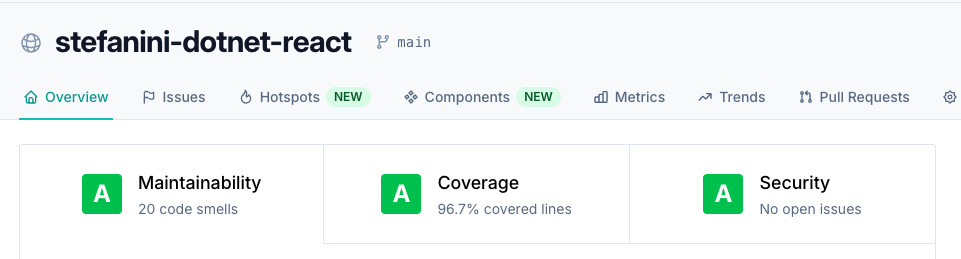 stefanini-dotnet-react main
Overview Issues Hotspots NEW Components NEW Metrics Trends Pull Requests
A Maintainability A Coverage A Security
20 code smells 96.7% covered lines No open issues